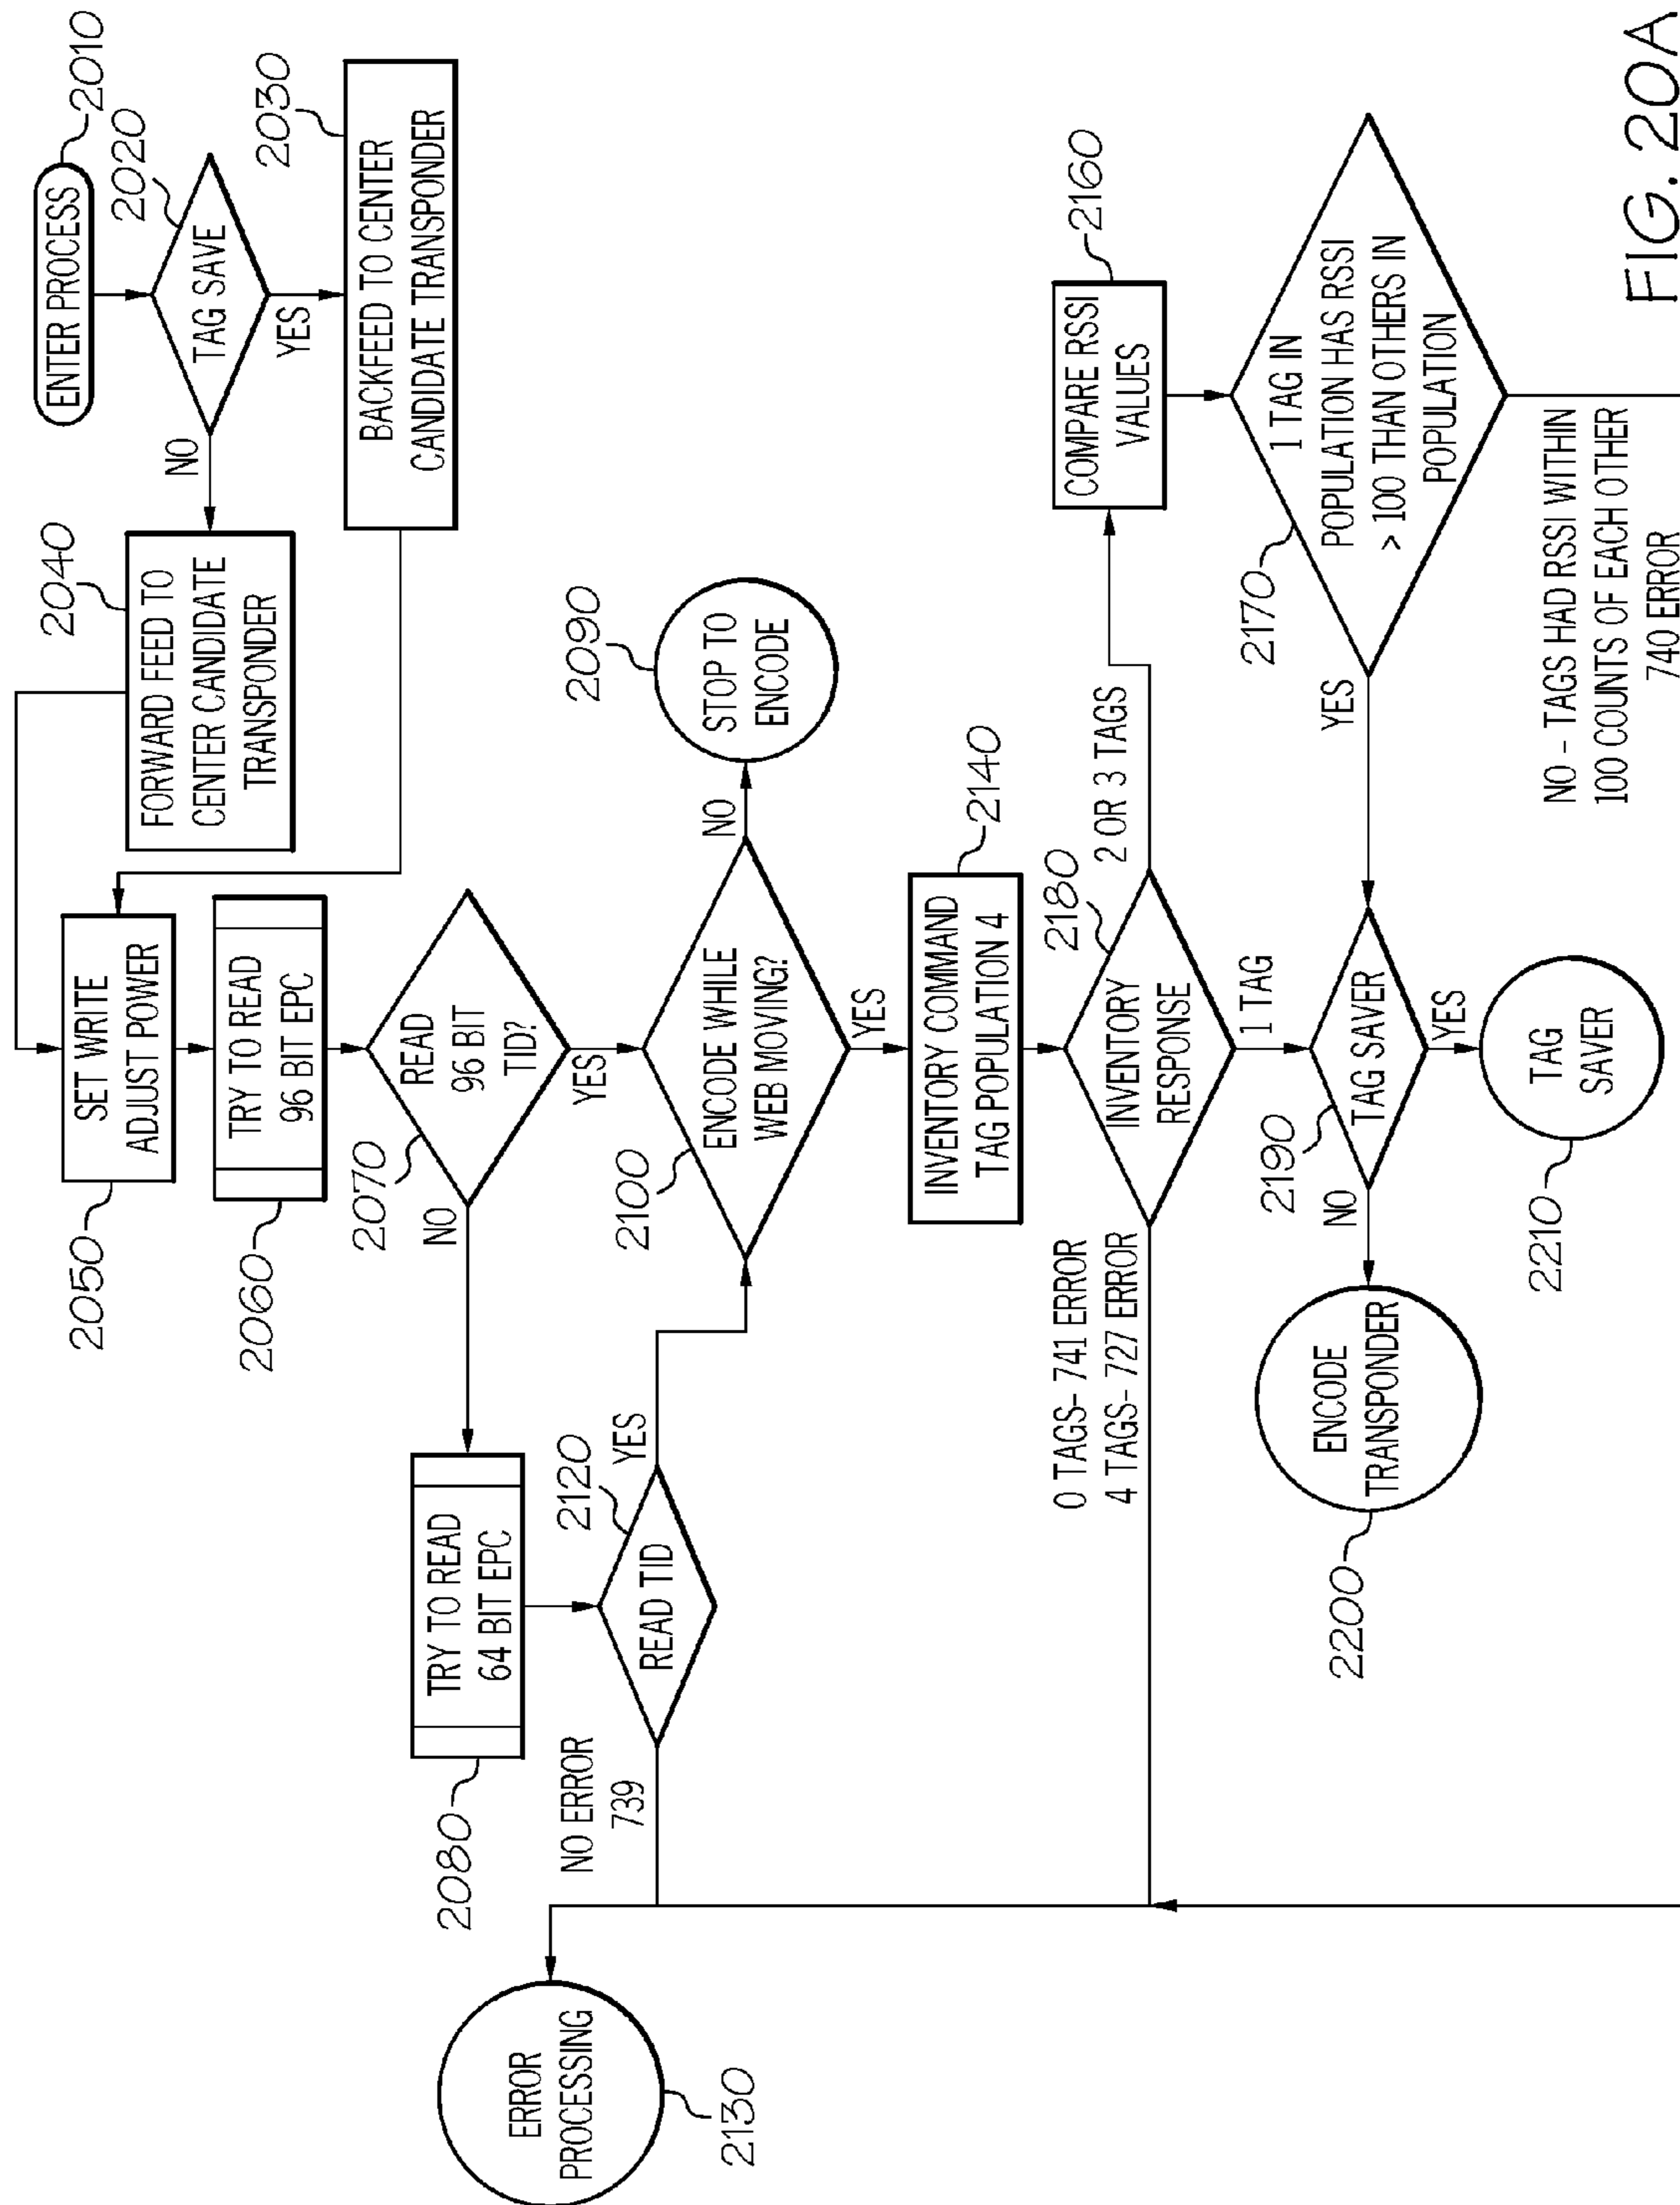 ENTER PROCESS
2010
TAG SAVE
2020
NO
YES
BACKFEED TO CENTER
CANDIDATE TRANSPONDER
2030
2040
FORWARD FEED TO
CENTER CANDIDATE
TRANSPONDER
SET WRITE
ADJUST POWER
2050
TRY TO READ
96 BIT EPC
2060
READ
96 BIT
TID?
2070
NO
YES
TRY TO READ
64 BIT EPC
2080
READ TID
2120
YES
NO ERROR
739
ERROR
PROCESSING
2130
ENCODE WHILE
WEB MOVING?
2100
NO
YES
STOP TO
ENCODE
2090
INVENTORY COMMAND
TAG POPULATION 4
2140
INVENTORY
RESPONSE
2180
0 TAGS- 741 ERROR
4 TAGS- 727 ERROR
2 OR 3 TAGS
1 TAG
COMPARE RSSI
VALUES
2160
1 TAG IN
POPULATION HAS RSSI
> 100 THAN OTHERS IN
POPULATION
2170
YES
NO - TAGS HAD RSSI WITHIN
100 COUNTS OF EACH OTHER
740 ERROR
TAG SAVER
2190
NO
YES
ENCODE
TRANSPONDER
2200
TAG
SAVER
2210
FIG. 20A